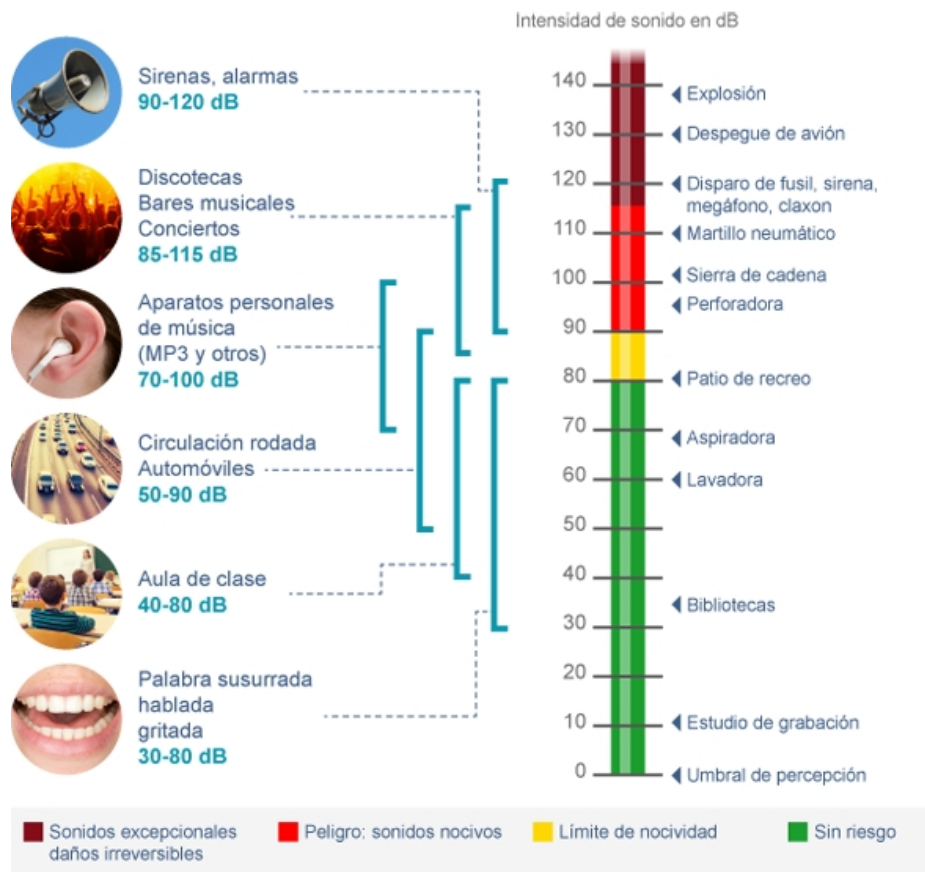 Intensidad de sonido en dB
Sirenas, alarmas
90-120 dB
Discotecas
Bares musicales
Conciertos
85-115 dB
Aparatos personales
de música
(MP3 y otros)
70-100 dB
Circulación rodada
Automóviles
50-90 dB
Aula de clase
40-80 dB
Palabra susurrada
hablada
gritada
30-80 dB
140
130
120
110
100
90
80
70
60
50
40
30
20
10
0
Explosión
Despegue de avión
Disparo de fusil, sirena,
megáfono, claxon
Martillo neumático
Sierra de cadena
Perforadora
Patio de recreo
Aspiradora
Lavadora
Bibliotecas
Estudio de grabación
Umbral de percepción
Sonidos excepcionales
daños irreversibles
Peligro: sonidos nocivos
Límite de nocividad
Sin riesgo